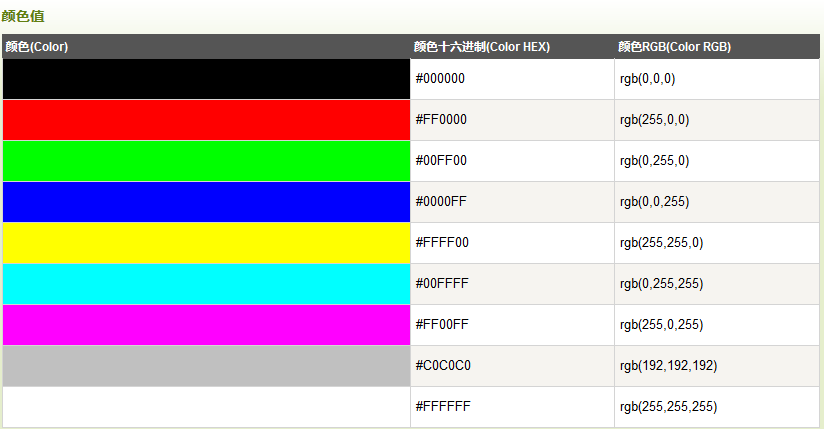 颜色值
颜色(Color) 颜色十六进制(Color HEX) 颜色RGB(Color RGB)
#000000 rgb(0,0,0)
#FF0000 rgb(255,0,0)
#00FF00 rgb(0,255,0)
#0000FF rgb(0,0,255)
#FFFF00 rgb(255,255,0)
#00FFFF rgb(0,255,255)
#FF00FF rgb(255,0,255)
#C0C0C0 rgb(192,192,192)
#FFFFFF rgb(255,255,255)